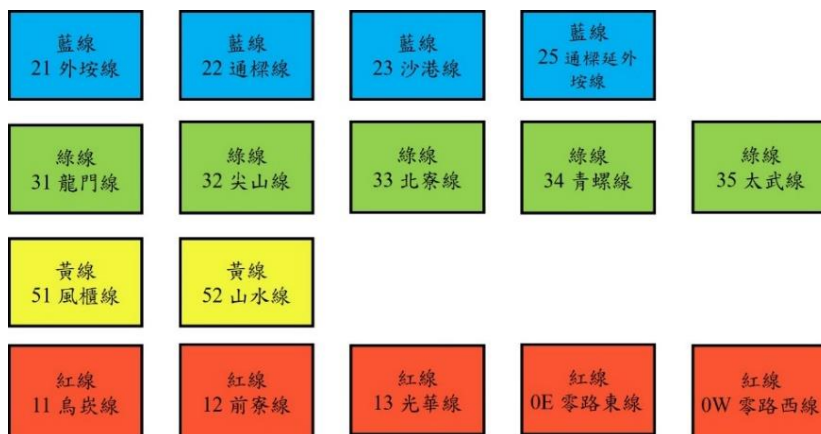 藍線
21 外垵線
藍線
22 通樑線
藍線
23 沙港線
藍線
25 通樑延外
垵線
綠線
31 龍門線
綠線
32 尖山線
綠線
33 北寮線
綠線
34 青螺線
綠線
35 太武線
黃線
51 風櫃線
黃線
52 山水線
紅線
11 烏崁線
紅線
12 前寮線
紅線
13 光華線
紅線
0E 零路東線
紅線
0W 零路西線